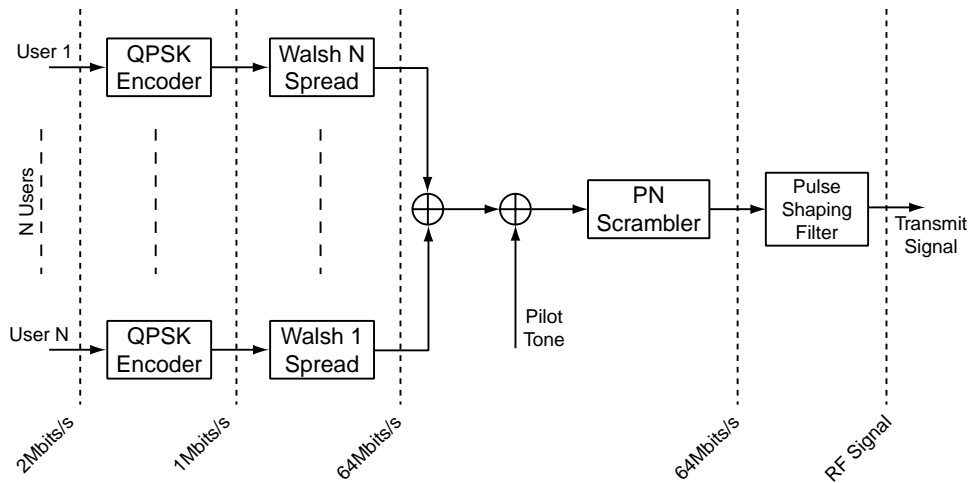 User 1
QPSK
Encoder
Walsh N
Spread
N Users
PN
Scrambler
Pulse
Shaping
Filter
Transmit
Signal
Pilot
Tone
User N
QPSK
Encoder
Walsh 1
Spread
2Mbits/s
1Mbits/s
64Mbits/s
64Mbits/s
RF Signal